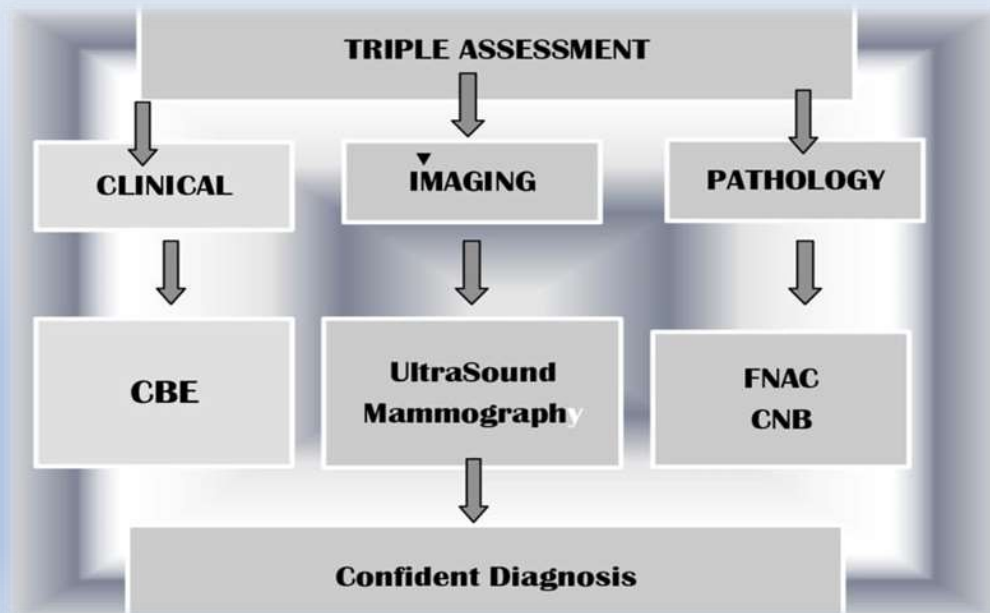 TRIPLE ASSESSMENT
CLINICAL
IMAGING
PATHOLOGY
CBE
UltraSound
Mammography
FNAC
CNB
Confident Diagnosis